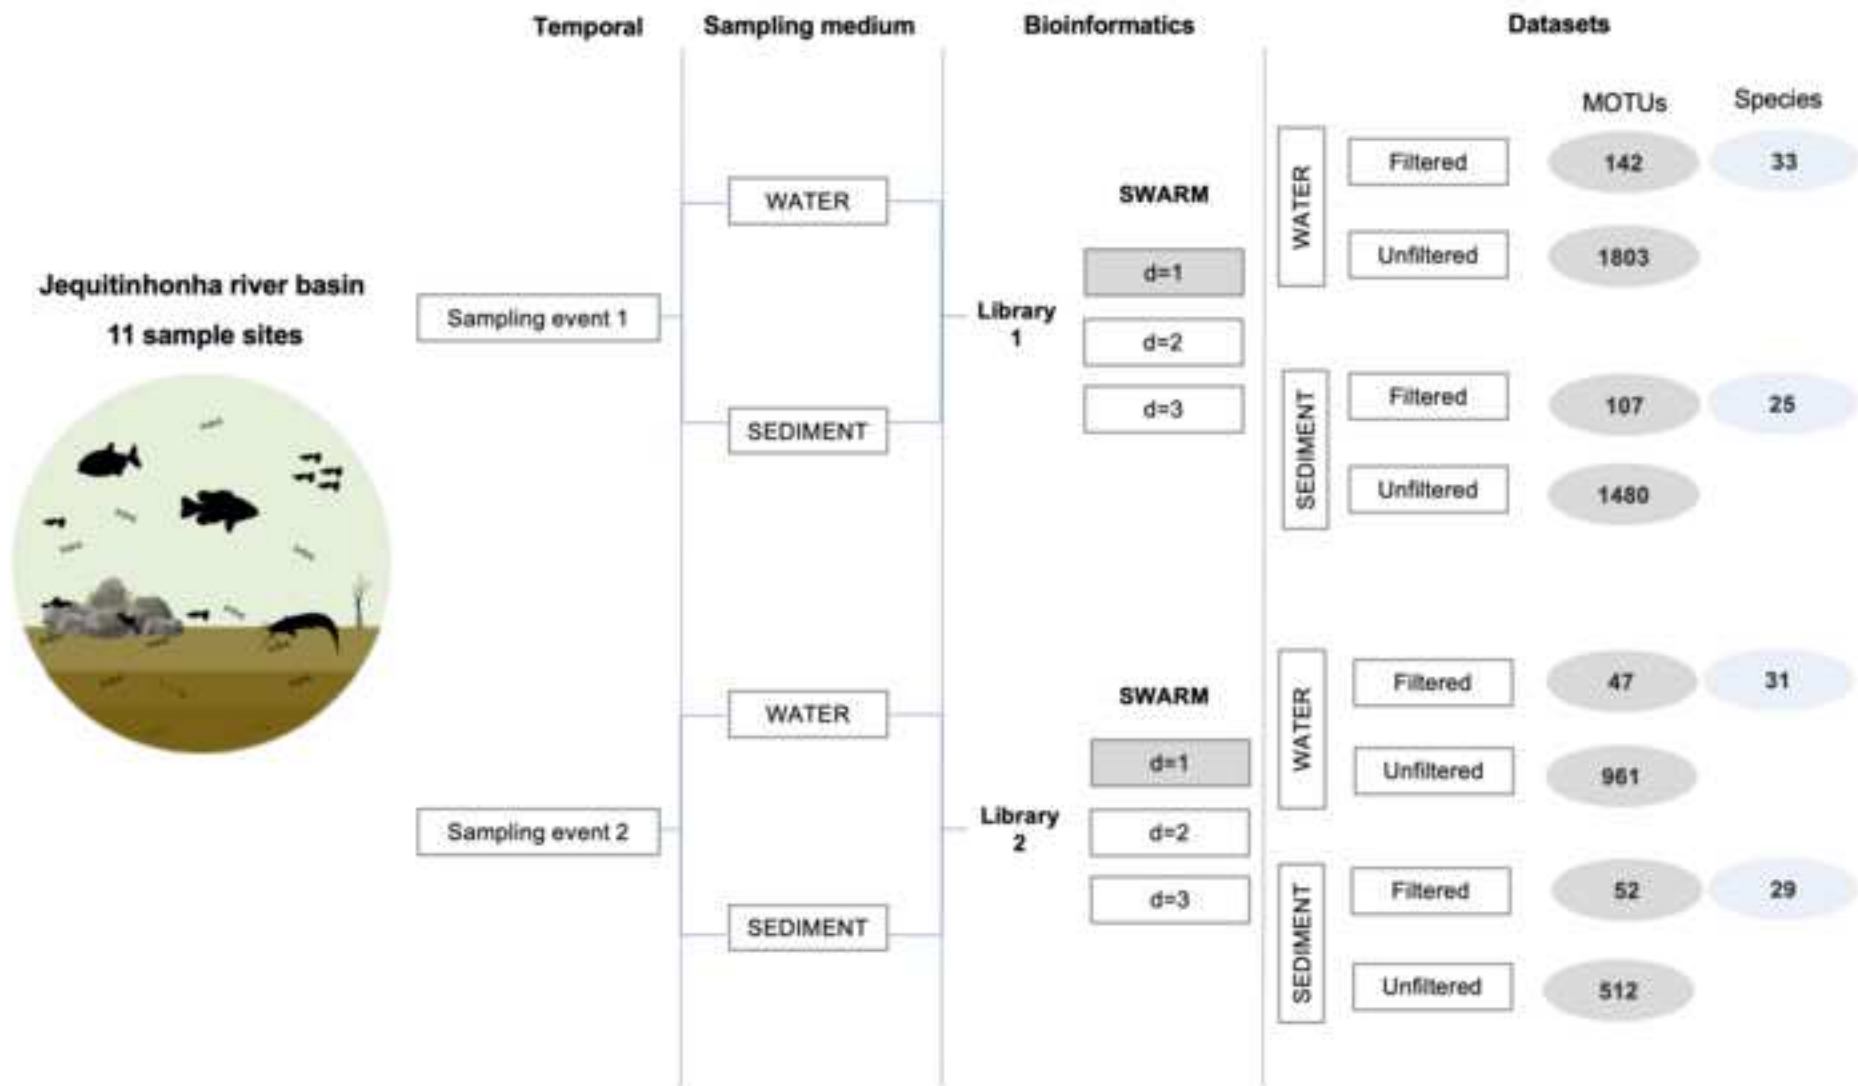 Temporal
Sampling medium
Bioinformatics
Datasets
Jequitinhonha river basin
11 sample sites
Sampling event 1
WATER
SEDIMENT
Library
1
SWARM
d=1
d=2
d=3
MOTUs
Species
WATER
Filtered
142
33
Unfiltered
1803
SEDIMENT
Filtered
107
25
Unfiltered
1480
Sampling event 2
WATER
SEDIMENT
Library
2
SWARM
d=1
d=2
d=3
WATER
Filtered
47
31
Unfiltered
961
SEDIMENT
Filtered
52
29
Unfiltered
512